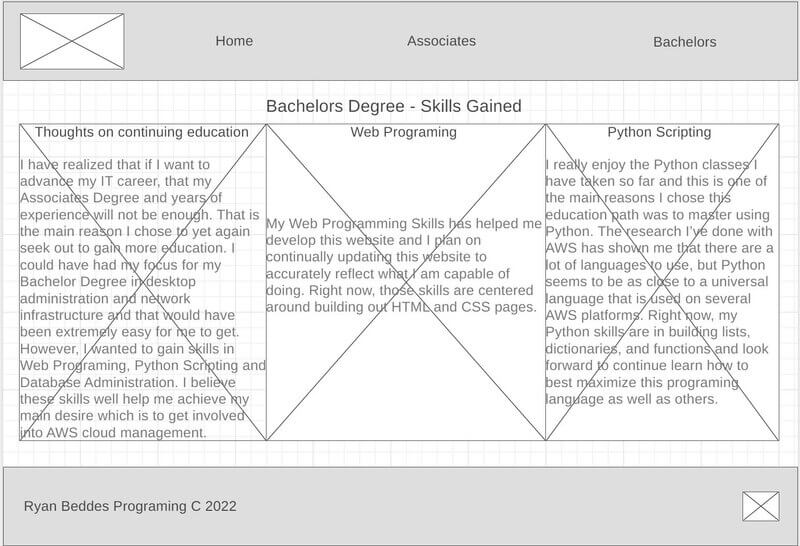 Home
Associates
Bachelors
Bachelors Degree - Skills Gained
Thoughts on continuing education
I have realized that if I want to
advance my IT career, that my
Associates Degree and years of
experience will not be enough. That is
the main reason I chose to yet again
seek out to gain more education. I
could have had my focus for my
Bachelor Degree in desktop
administration and network
infrastructure and that would have
been extremely easy for me to get.
However, I wanted to gain skills in
Web Programing, Python Scripting and
Database Administration. I believe
these skills well help me achieve my
main desire which is to get involved
into AWS cloud management.
Web Programing
My Web Programming Skills has helped me
develop this website and I plan on
continually updating this website to
accurately reflect what I am capable of
doing. Right now, those skills are centered
around building out HTML and CSS pages.
Python Scripting
I really enjoy the Python classes I
have taken so far and this is one of
the main reasons I chose this
education path was to master using
Python. The research I've done with
AWS has shown me that there are a
lot of languages to use, but Python
seems to be as close to a universal
language that is used on several
AWS platforms. Right now, my
Python skills are in building lists,
dictionaries, and functions and look
forward to continue learn how to
best maximize this programing
language as well as others.
Ryan Beddes Programing C 2022